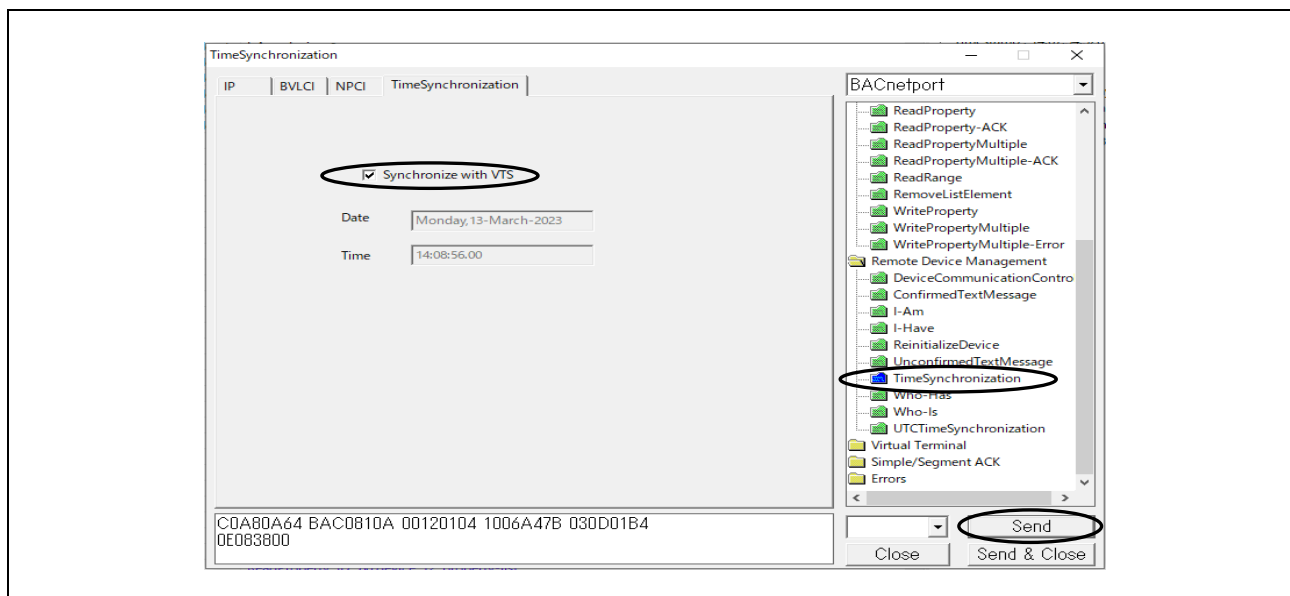 TimeSynchronization
IP BVLCI NPCI TimeSynchronization
Synchronize with VTS
Date Monday,13-March-2023
Time 14:08:56.00
C0A80A64 BAC0810A 00120104 1006A47B 030D01B4
0E083800
BACnetport
ReadProperty
ReadProperty-ACK
ReadPropertyMultiple
ReadPropertyMultiple-ACK
ReadRange
RemoveListElement
WriteProperty
WritePropertyMultiple
WritePropertyMultiple-Error
Remote Device Management
DeviceCommunicationContro
ConfirmedTextMessage
I-Am
I-Have
ReinitializeDevice
UnconfirmedTextMessage
TimeSynchronization
Who-Has
Who-Is
UTCTimeSynchronization
Virtual Terminal
Simple/Segment ACK
Errors
Send
Close Send & Close